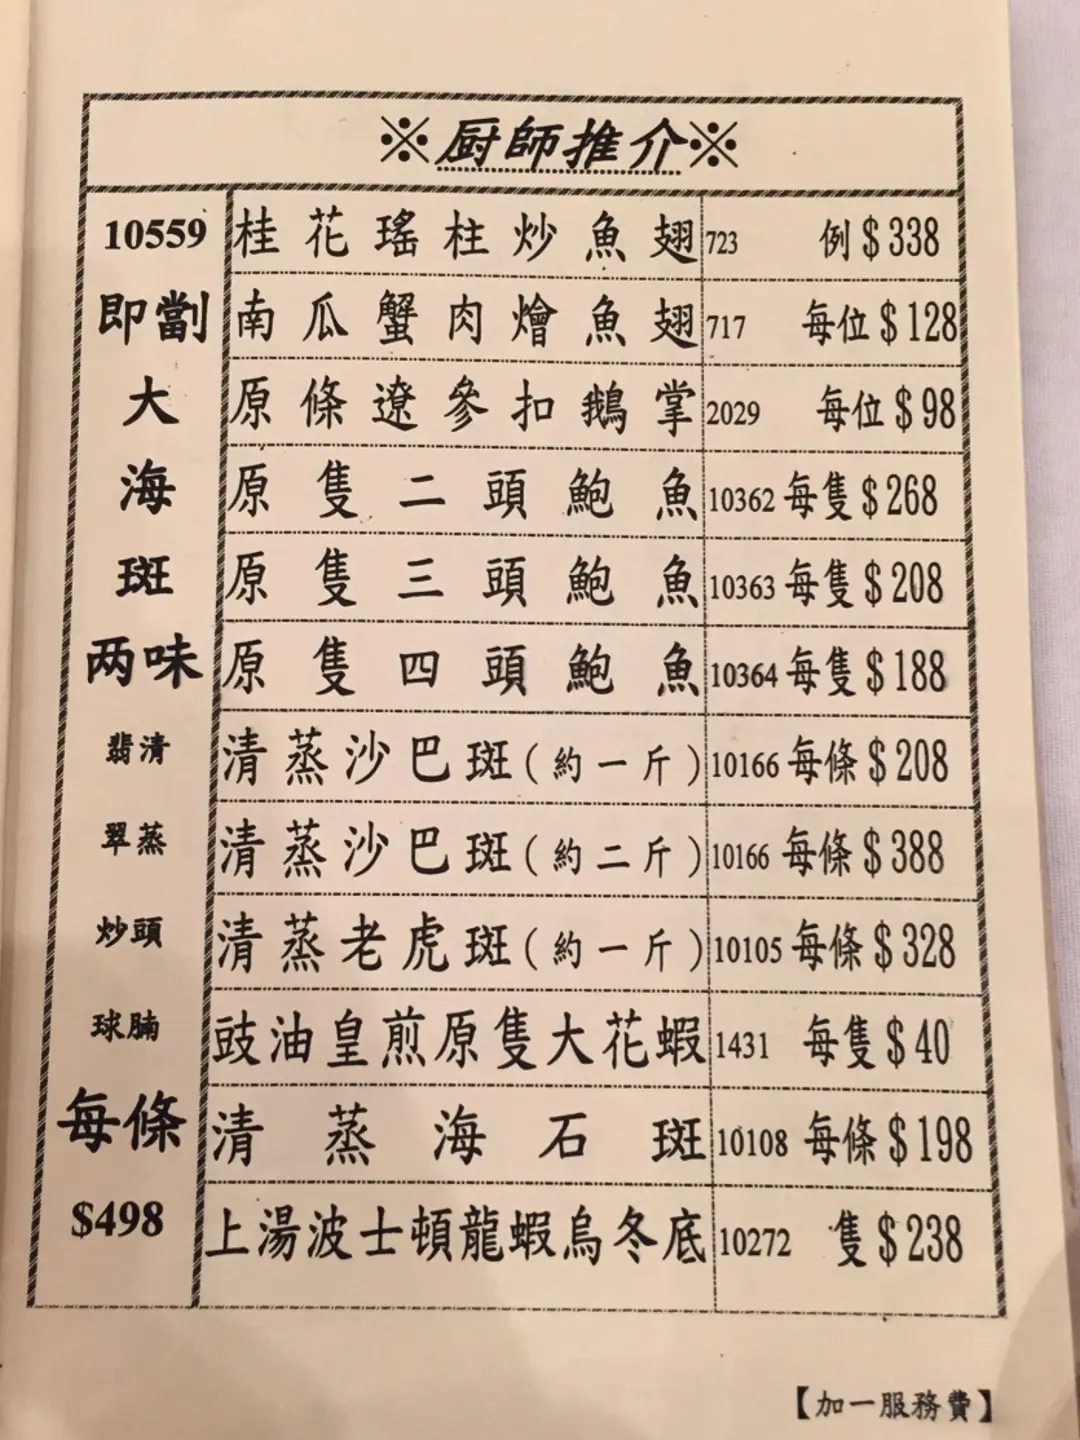 ※厨師推介※
10559
即劏
大
海
斑
两味
翡清
翠蒸
炒頭
球腩
每條
$498
桂花瑤柱炒魚翅 723 例$338
南瓜蟹肉燴魚翅 717 每位$128
原條遼參扣鵝掌 2029 每位$98
原隻二頭鮑魚 10362 每隻$268
原隻三頭鮑魚 10363 每隻$208
原隻四頭鮑魚 10364 每隻$188
清蒸沙巴斑(約一斤) 10166 每條$208
清蒸沙巴斑(約二斤) 10166 每條$388
清蒸老虎斑(約一斤) 10105 每條$328
豉油皇煎原隻大花蝦 1431 每隻$40
清蒸海石斑 10108 每條$198
上湯波士頓龍蝦烏冬底 10272 隻$238
【加一服務費】